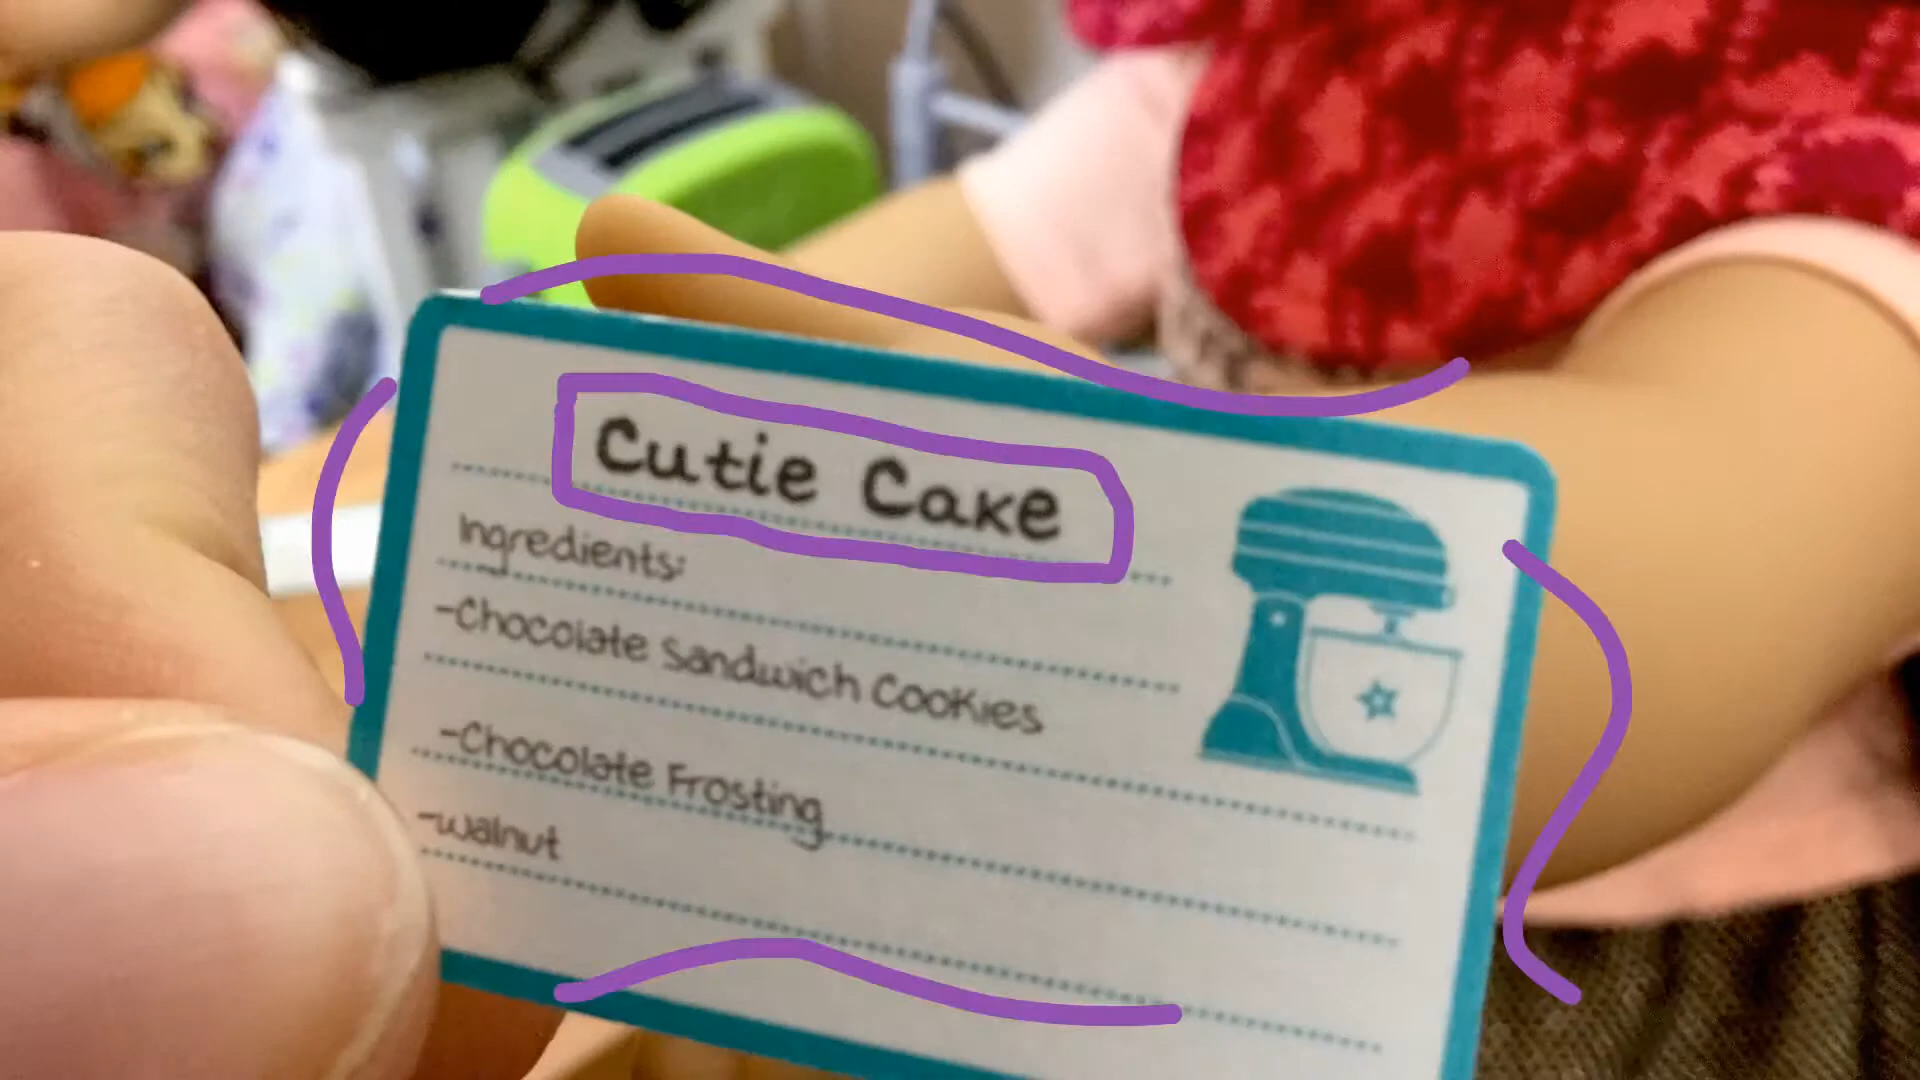 Cutie Cake
Ingredients:
-Chocolate Sandwich Cookies
-Chocolate Frosting
-walnut